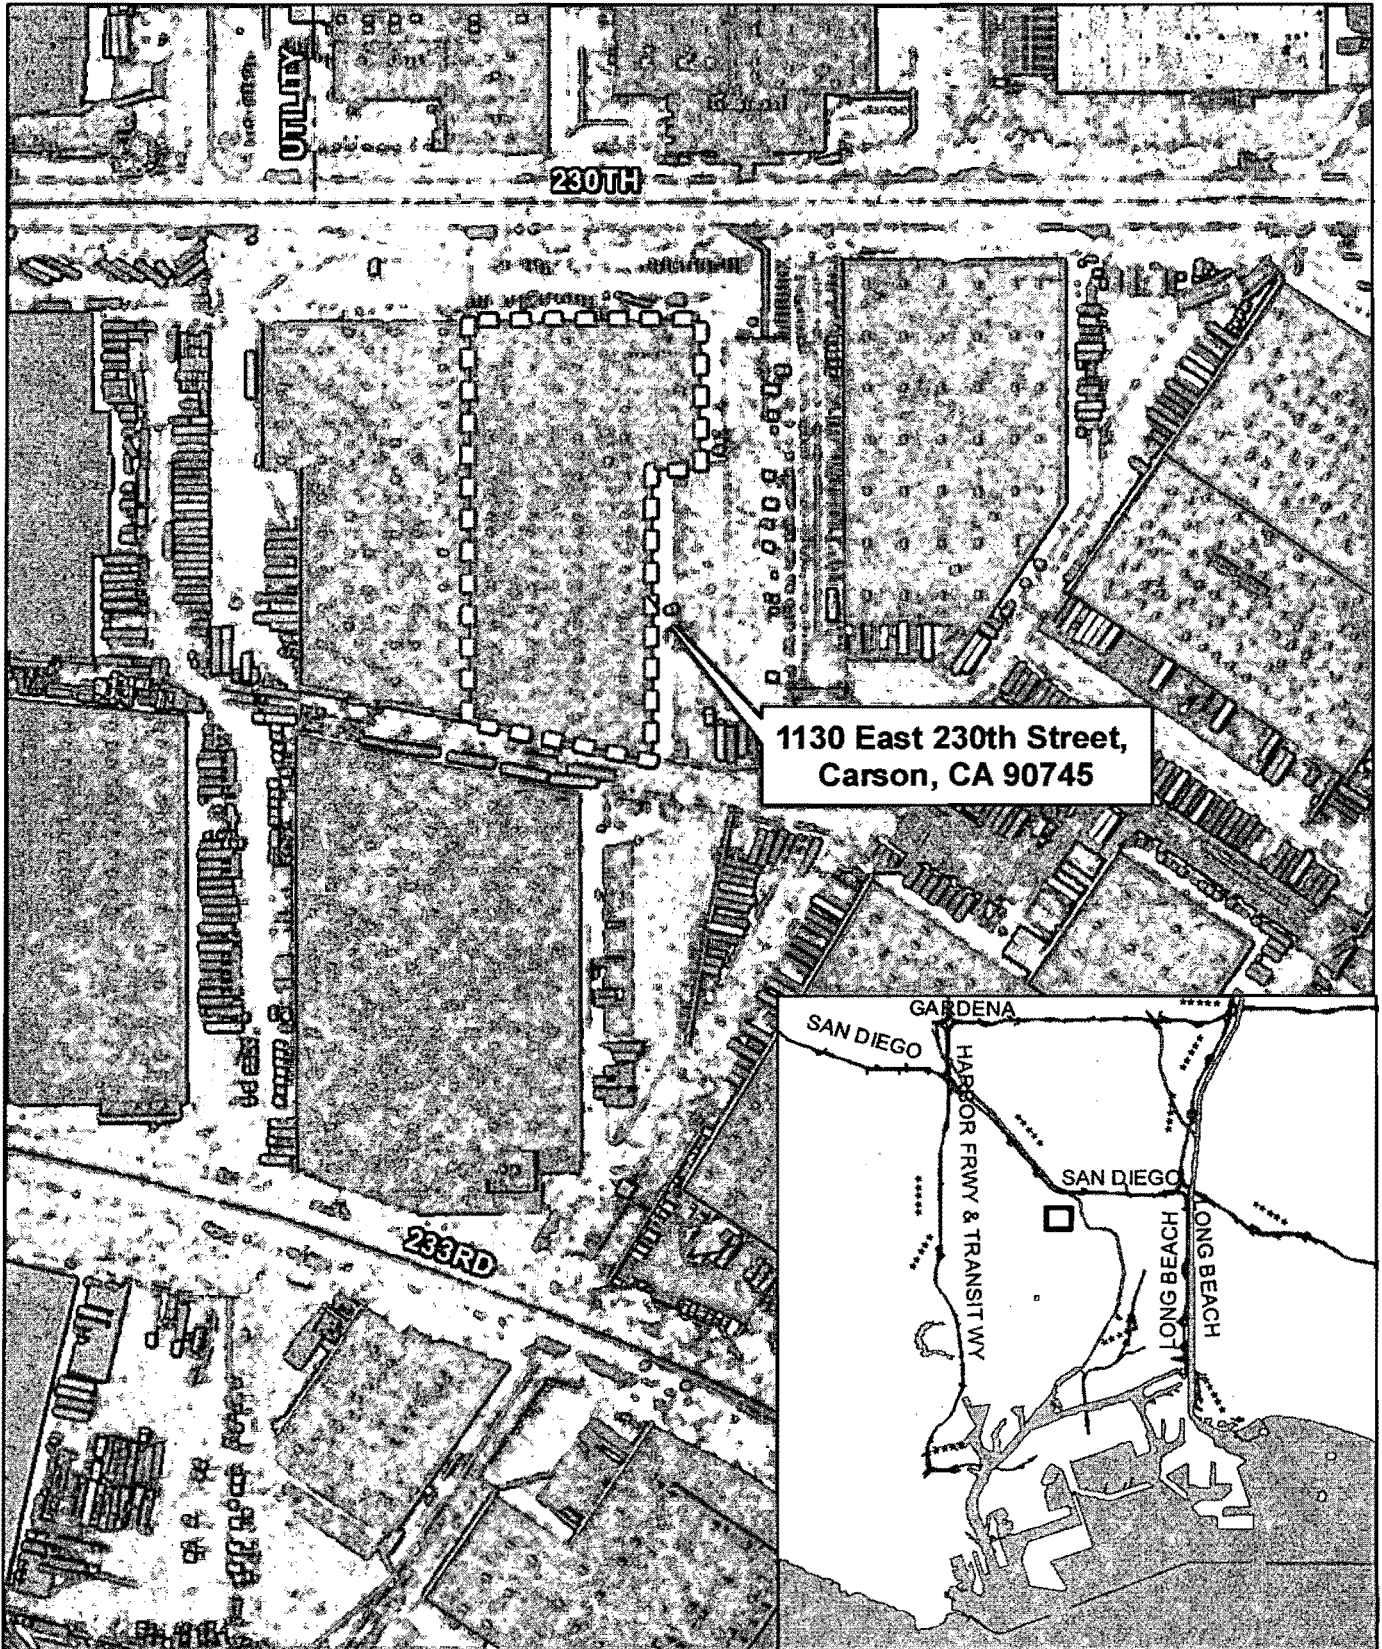 UTILITY
230TH
1130 East 230th Street,
Carson, CA 90745
GARDENA
SAN DIEGO
HARBOR FRWY & TRANSIT WY
SAN DIEGO
LONG BEACH
LONG BEACH
233RD